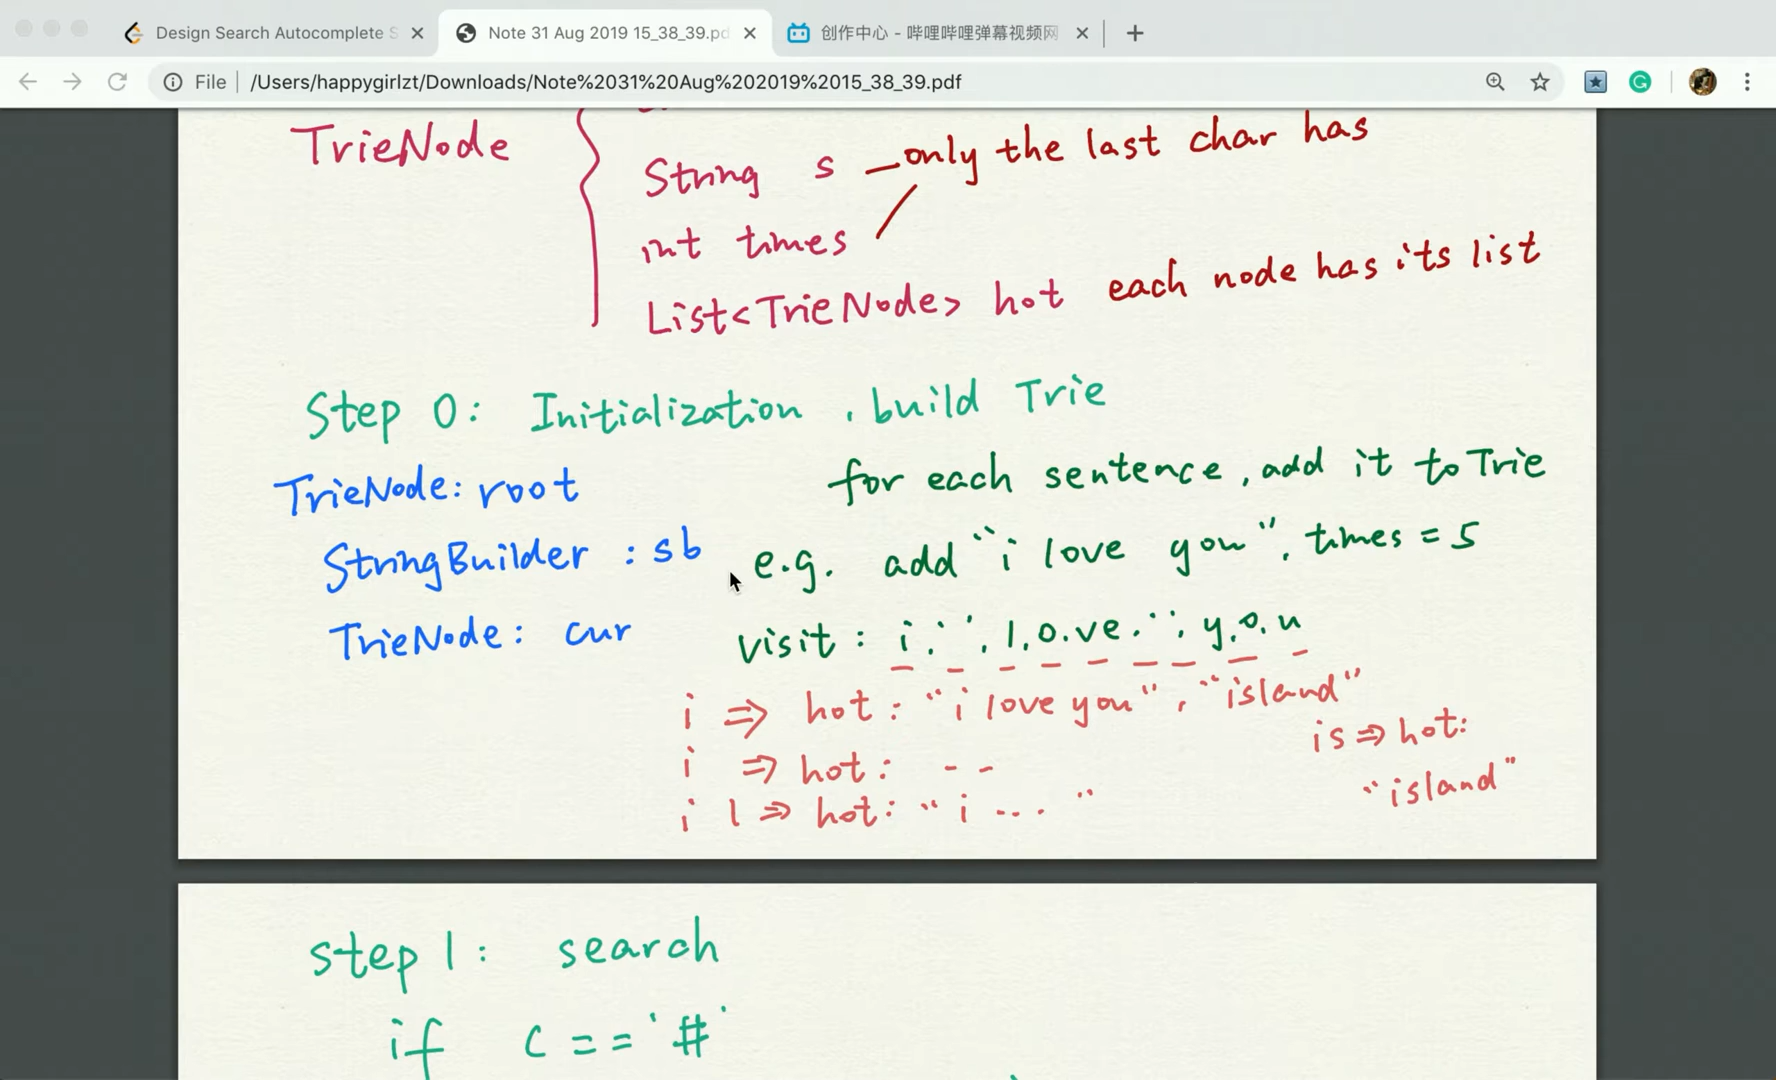 Design Search Autocomplete S
Note 31 Aug 2019 15_38_39.pd
创作中心 - 哔哩哔哩弹幕视频网
File
/Users/happygirlzt/Downloads/Note%2031%20Aug%202019%2015_38_39.pdf
TrieNode
String s — only the last char has
int times
List<TrieNode> hot each node has its list
Step 0: Initialization, build Trie
TrieNode: root
for each sentence, add it to Trie
StringBuilder : sb
e.g. add "i love you", times = 5
TrieNode: cur
visit : i, ' ', l, o, v e, ' ', y, o, u
i => hot: "i love you", "island"
is => hot:
"island"
i => hot: - -
i l => hot: "i ... "
step 1: search
if c == '#'